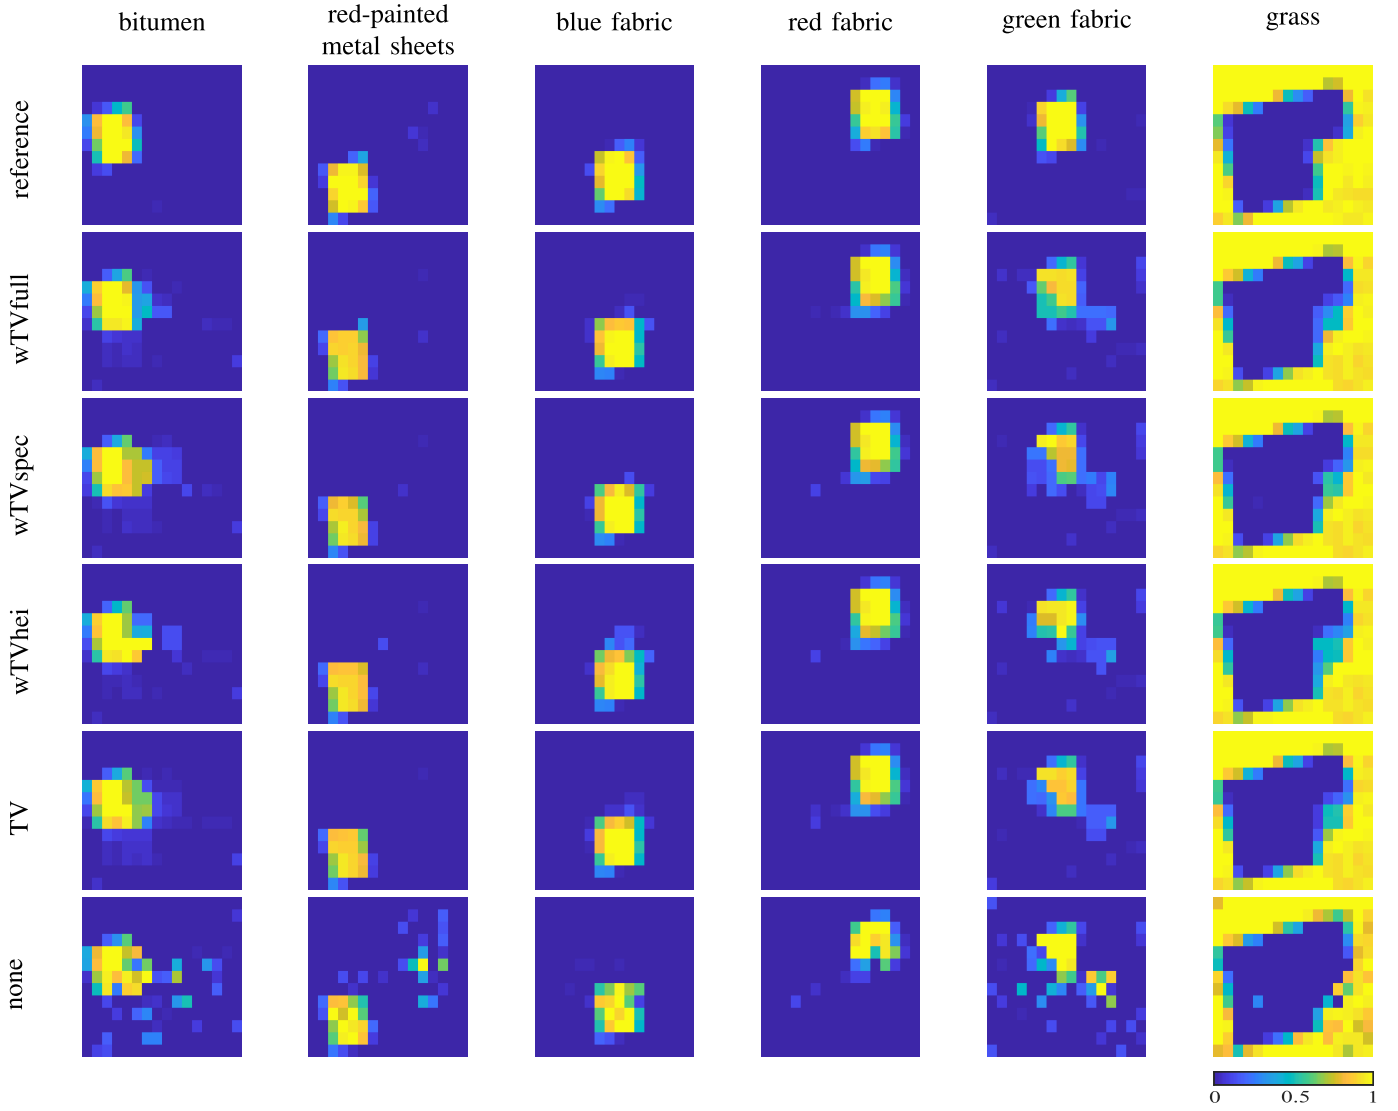 bitumen
red-painted
metal sheets
blue fabric
red fabric
green fabric
grass
reference
wTVfull
wTVspec
wTVhei
TV
none
0 0.5 1